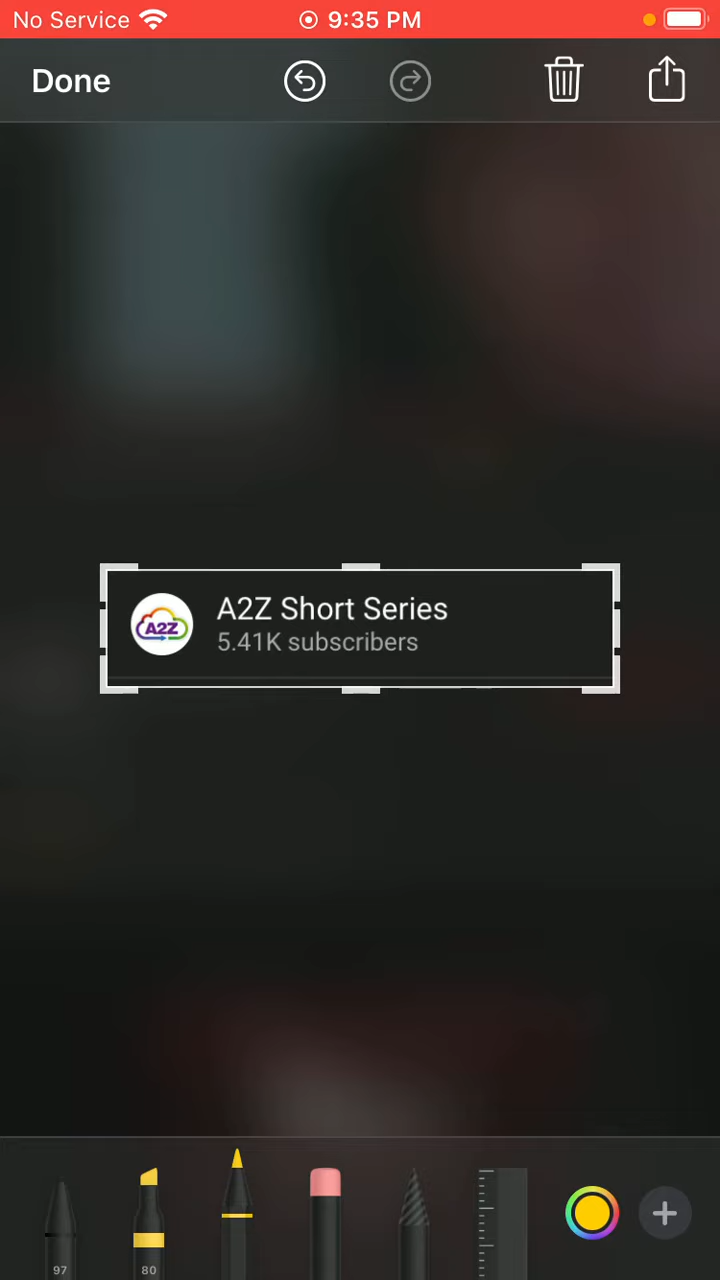 No Service 9:35 PM
Done
A2Z
A2Z Short Series
5.41K subscribers
97 80